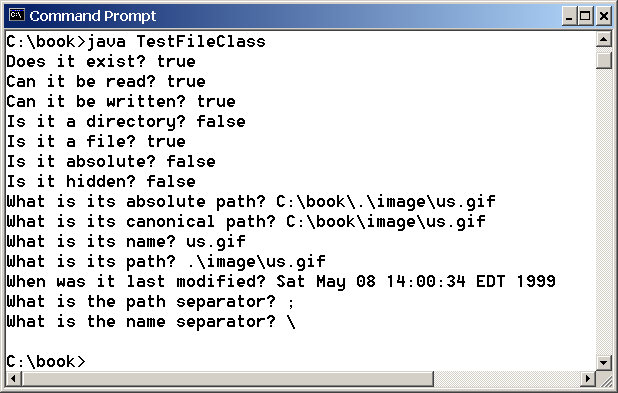 Command Prompt
C:\book>java TestFileClass
Does it exist? true
Can it be read? true
Can it be written? true
Is it a directory? false
Is it a file? true
Is it absolute? false
Is it hidden? false
What is its absolute path? C:\book\.\image\us.gif
What is its canonical path? C:\book\image\us.gif
What is its name? us.gif
What is its path? .\image\us.gif
When was it last modified? Sat May 08 14:00:34 EDT 1999
What is the path separator? ;
What is the name separator? \
C:\book>